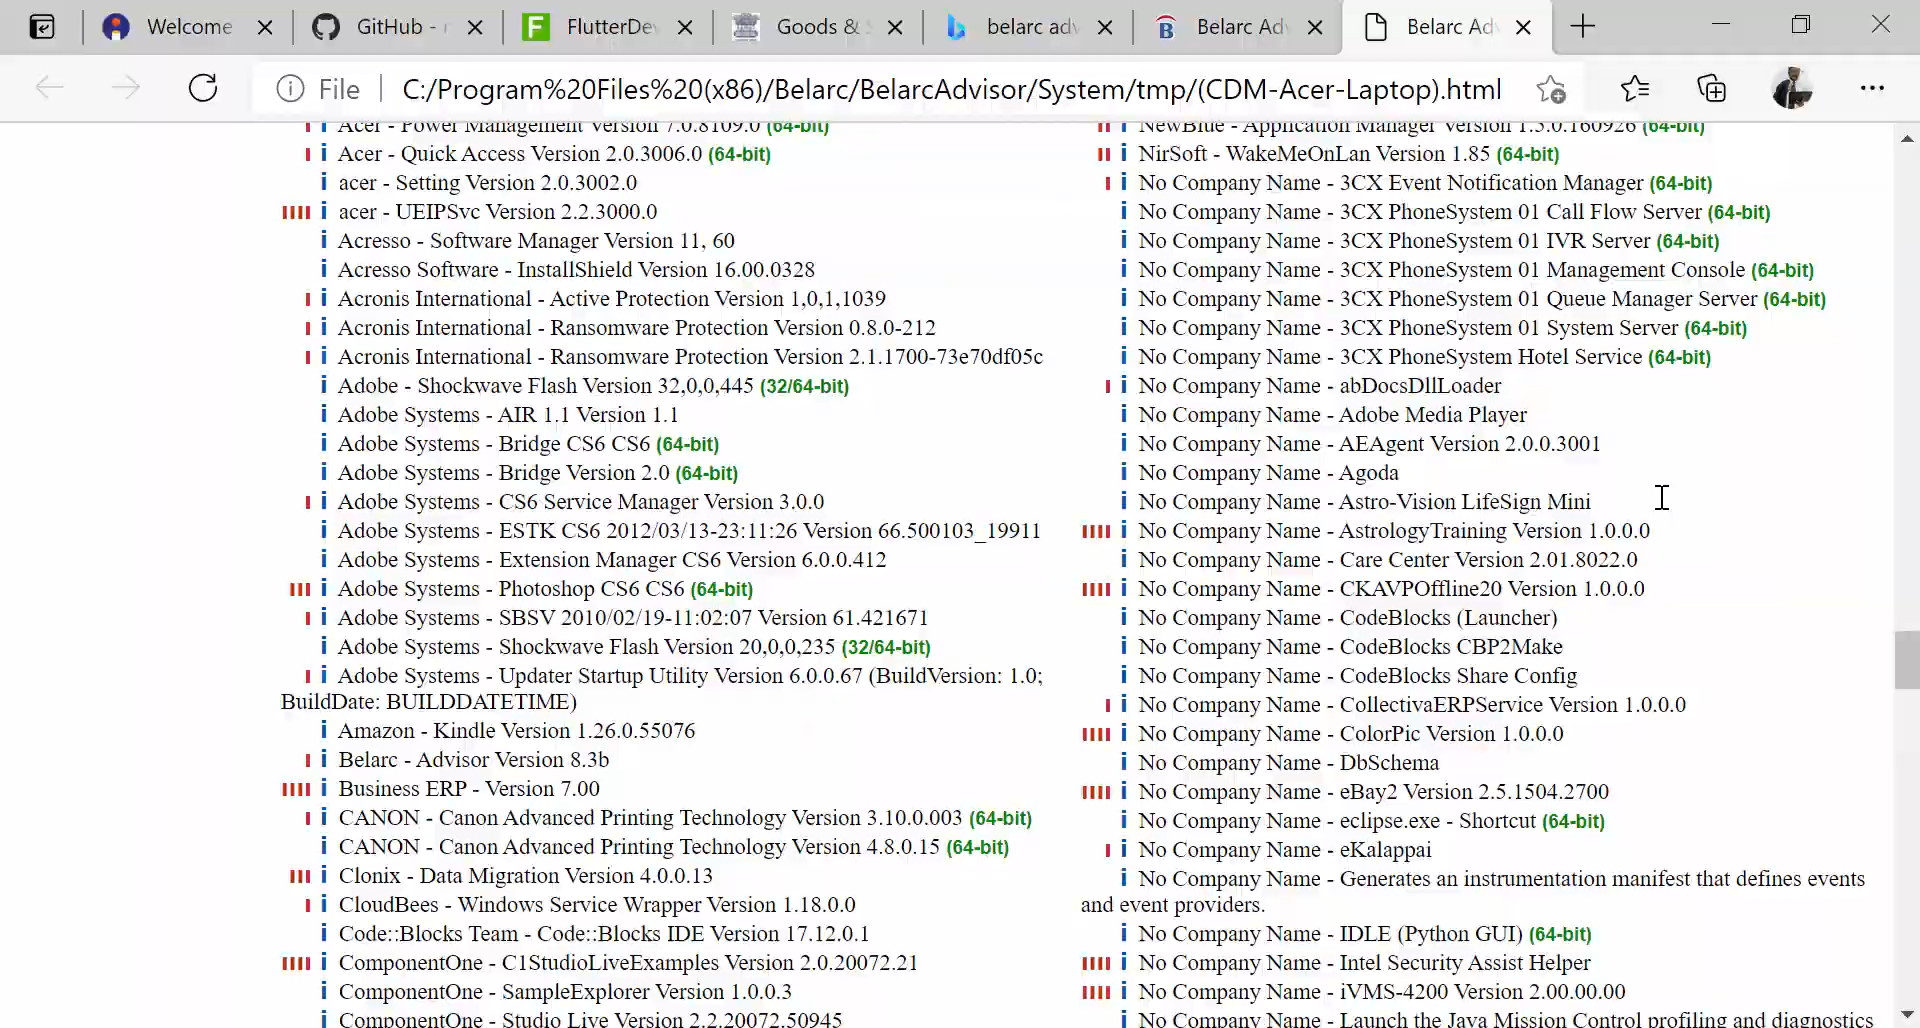 Welcome
GitHub - r
FlutterDev
Goods & S
belarc adv
Belarc Adv
Belarc Adv
File
C:/Program%20Files%20(x86)/Belarc/BelarcAdvisor/System/tmp/(CDM-Acer-Laptop).html
Acer - Power Management Version 7.0.8109.0 (64-bit)
i Acer - Quick Access Version 2.0.3006.0 (64-bit)
i acer - Setting Version 2.0.3002.0
i acer - UEIPSvc Version 2.2.3000.0
i Acresso - Software Manager Version 11, 60
i Acresso Software - InstallShield Version 16.00.0328
i Acronis International - Active Protection Version 1,0,1,1039
i Acronis International - Ransomware Protection Version 0.8.0-212
i Acronis International - Ransomware Protection Version 2.1.1700-73e70df05c
i Adobe - Shockwave Flash Version 32,0,0,445 (32/64-bit)
i Adobe Systems - AIR 1.1 Version 1.1
i Adobe Systems - Bridge CS6 CS6 (64-bit)
i Adobe Systems - Bridge Version 2.0 (64-bit)
i Adobe Systems - CS6 Service Manager Version 3.0.0
i Adobe Systems - ESTK CS6 2012/03/13-23:11:26 Version 66.500103_19911
i Adobe Systems - Extension Manager CS6 Version 6.0.0.412
i Adobe Systems - Photoshop CS6 CS6 (64-bit)
i Adobe Systems - SBSV 2010/02/19-11:02:07 Version 61.421671
i Adobe Systems - Shockwave Flash Version 20,0,0,235 (32/64-bit)
i Adobe Systems - Updater Startup Utility Version 6.0.0.67 (BuildVersion: 1.0;
BuildDate: BUILDDATETIME)
i Amazon - Kindle Version 1.26.0.55076
i Belarc - Advisor Version 8.3b
i Business ERP - Version 7.00
i CANON - Canon Advanced Printing Technology Version 3.10.0.003 (64-bit)
i CANON - Canon Advanced Printing Technology Version 4.8.0.15 (64-bit)
i Clonix - Data Migration Version 4.0.0.13
i CloudBees - Windows Service Wrapper Version 1.18.0.0
i Code::Blocks Team - Code::Blocks IDE Version 17.12.0.1
i ComponentOne - C1StudioLiveExamples Version 2.0.20072.21
i ComponentOne - SampleExplorer Version 1.0.0.3
ComponentOne - Studio Live Version 2.2.20072.50945
NewBlue - Application Manager Version 1.5.0.160926 (64-bit)
i NirSoft - WakeMeOnLan Version 1.85 (64-bit)
i No Company Name - 3CX Event Notification Manager (64-bit)
i No Company Name - 3CX PhoneSystem 01 Call Flow Server (64-bit)
i No Company Name - 3CX PhoneSystem 01 IVR Server (64-bit)
i No Company Name - 3CX PhoneSystem 01 Management Console (64-bit)
i No Company Name - 3CX PhoneSystem 01 Queue Manager Server (64-bit)
i No Company Name - 3CX PhoneSystem 01 System Server (64-bit)
i No Company Name - 3CX PhoneSystem Hotel Service (64-bit)
i No Company Name - abDocsDllLoader
i No Company Name - Adobe Media Player
i No Company Name - AEAgent Version 2.0.0.3001
i No Company Name - Agoda
i No Company Name - Astro-Vision LifeSign Mini
i No Company Name - AstrologyTraining Version 1.0.0.0
i No Company Name - Care Center Version 2.01.8022.0
i No Company Name - CKAVPOffline20 Version 1.0.0.0
i No Company Name - CodeBlocks (Launcher)
i No Company Name - CodeBlocks CBP2Make
i No Company Name - CodeBlocks Share Config
i No Company Name - CollectivaERPService Version 1.0.0.0
i No Company Name - ColorPic Version 1.0.0.0
i No Company Name - DbSchema
i No Company Name - eBay2 Version 2.5.1504.2700
i No Company Name - eclipse.exe - Shortcut (64-bit)
i No Company Name - eKalappai
i No Company Name - Generates an instrumentation manifest that defines events
and event providers.
i No Company Name - IDLE (Python GUI) (64-bit)
i No Company Name - Intel Security Assist Helper
i No Company Name - iVMS-4200 Version 2.00.00.00
No Company Name - Launch the Java Mission Control profiling and diagnostics